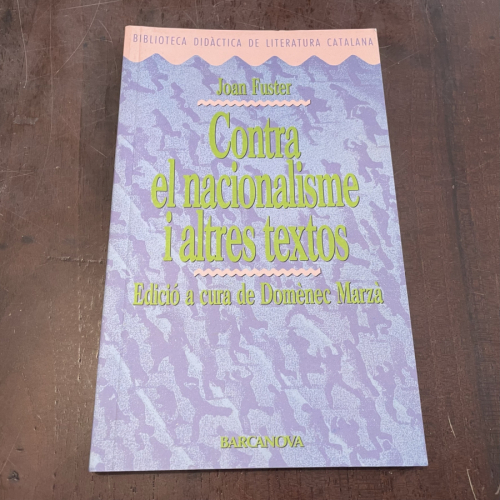 BIBLIOTECA DIDÀCTICA DE LITERATURA CATALANA
Joan Fuster
Contra
el nacionalisme
i altres textos
Edició a cura de Domènec Marzà
BARCANOVA